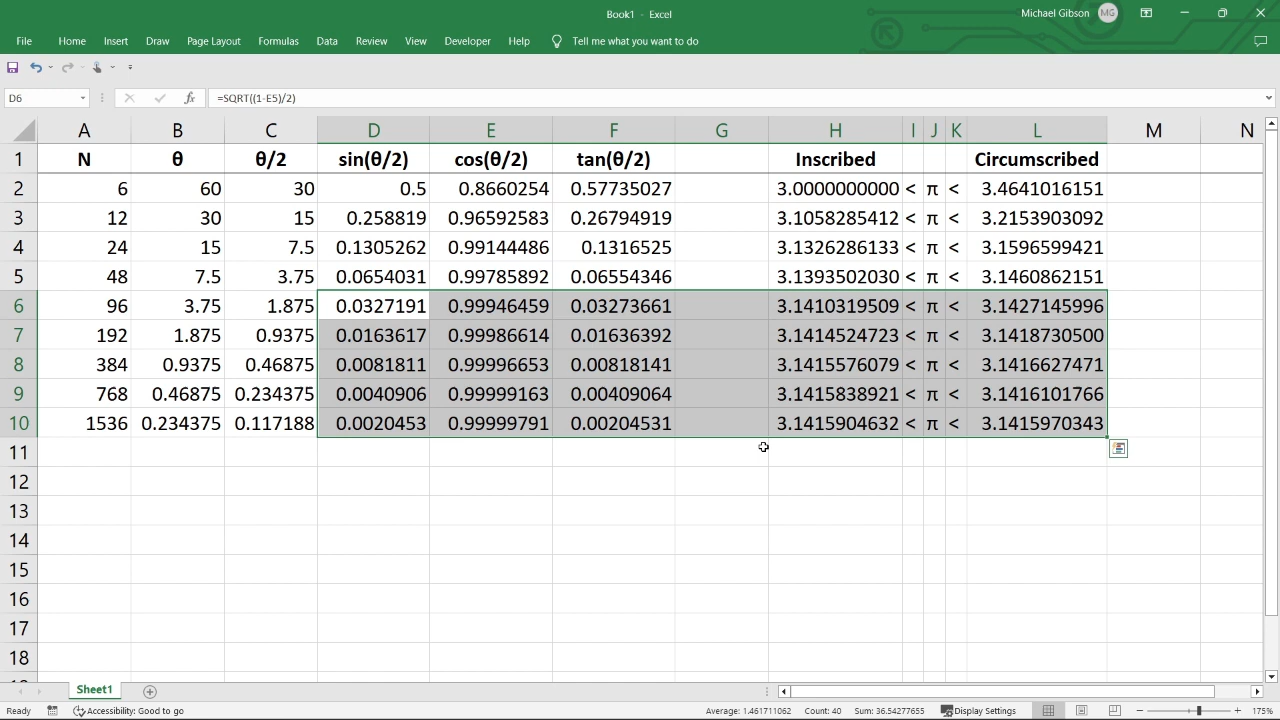 Book1 - Excel
Michael Gibson MG
File Home Insert Draw Page Layout Formulas Data Review View Developer Help Tell me what you want to do
D6 fx =SQRT((1-E5)/2)
A B C D E F G H I J K L M N
1 N θ θ/2 sin(θ/2) cos(θ/2) tan(θ/2) Inscribed Circumscribed
2 6 60 30 0.5 0.8660254 0.57735027 3.0000000000 < π < 3.4641016151
3 12 30 15 0.258819 0.96592583 0.26794919 3.1058285412 < π < 3.2153903092
4 24 15 7.5 0.1305262 0.99144486 0.1316525 3.1326286133 < π < 3.1596599421
5 48 7.5 3.75 0.0654031 0.99785892 0.06554346 3.1393502030 < π < 3.1460862151
6 96 3.75 1.875 0.0327191 0.99946459 0.03273661 3.1410319509 < π < 3.1427145996
7 192 1.875 0.9375 0.0163617 0.99986614 0.01636392 3.1414524723 < π < 3.1418730500
8 384 0.9375 0.46875 0.0081811 0.99996653 0.00818141 3.1415576079 < π < 3.1416627471
9 768 0.46875 0.234375 0.0040906 0.99999163 0.00409064 3.1415838921 < π < 3.1416101766
10 1536 0.234375 0.117188 0.0020453 0.99999791 0.00204531 3.1415904632 < π < 3.1415970343
11
12
13
14
15
16
17
18
Sheet1
Ready Accessibility: Good to go Average: 1.461711062 Count: 40 Sum: 36.54277655 Display Settings 175%